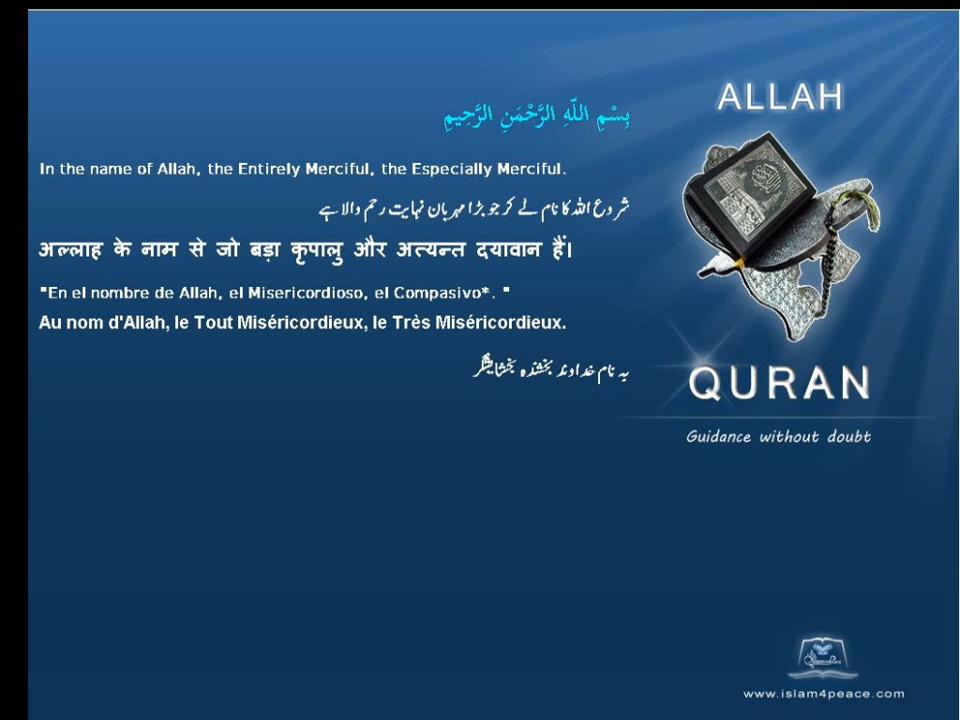 بِسْمِ اللَّهِ الرَّحْمَنِ الرَّحِيمِ
In the name of Allah, the Entirely Merciful, the Especially Merciful.
شروع اللہ کا نام لے کر جو بڑا مہربان نہایت رحم والا ہے
अल्लाह के नाम से जो बड़ा कृपालु और अत्यन्त दयावान हैं।
"En el nombre de Allah, el Misericordioso, el Compasivo*. "
Au nom d'Allah, le Tout Miséricordieux, le Très Miséricordieux.
به نام خداوند بخشنده بخشایشگر
ALLAH
QURAN
Guidance without doubt
www.islam4peace.com